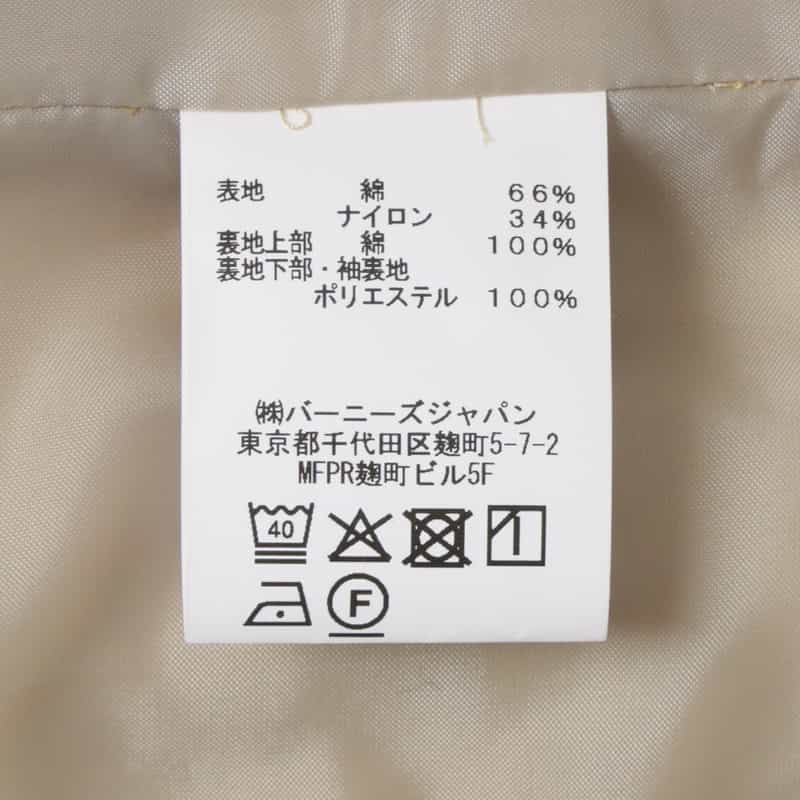 表地 綿 66%
ナイロン 34%
裏地上部 綿 100%
裏地下部・袖裏地
ポリエステル 100%
㈱バーニーズジャパン
東京都千代田区麹町5-7-2
MFPR麹町ビル5F
40
F